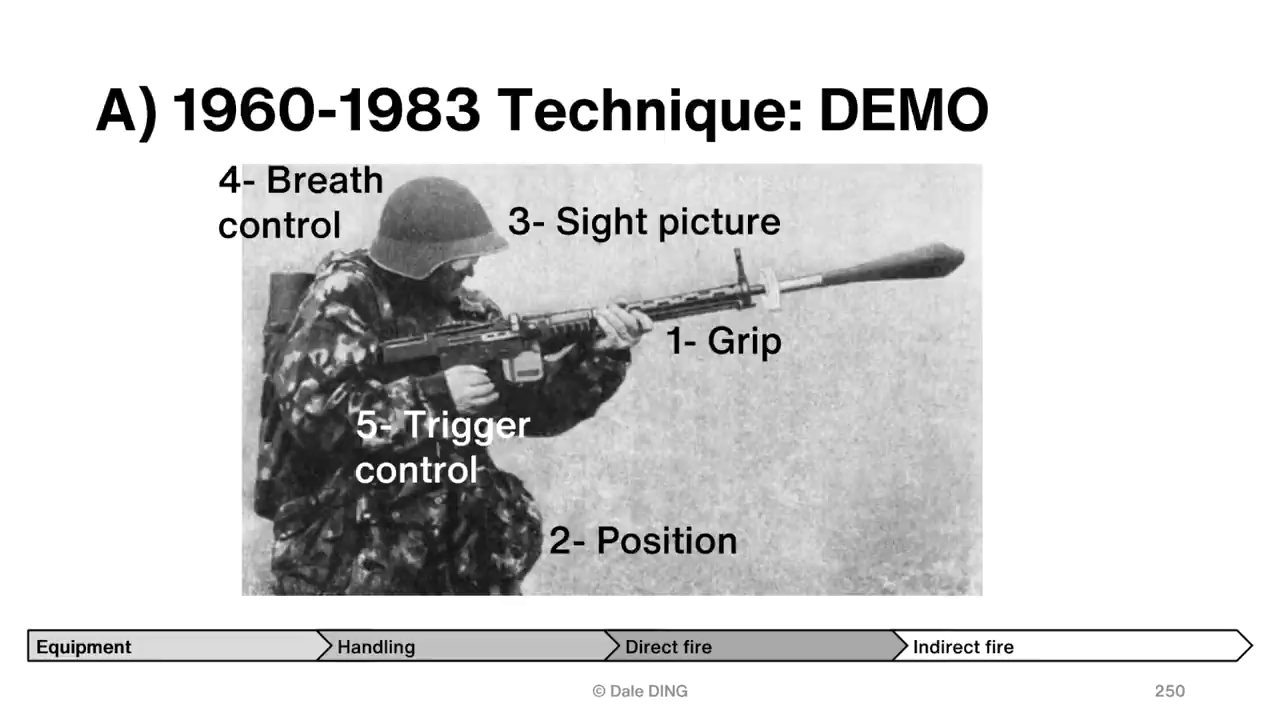 A) 1960-1983 Technique: DEMO
4- Breath
control
3- Sight picture
1- Grip
5- Trigger
control
2- Position
Equipment
Handling
Direct fire
Indirect fire
© Dale DING
250